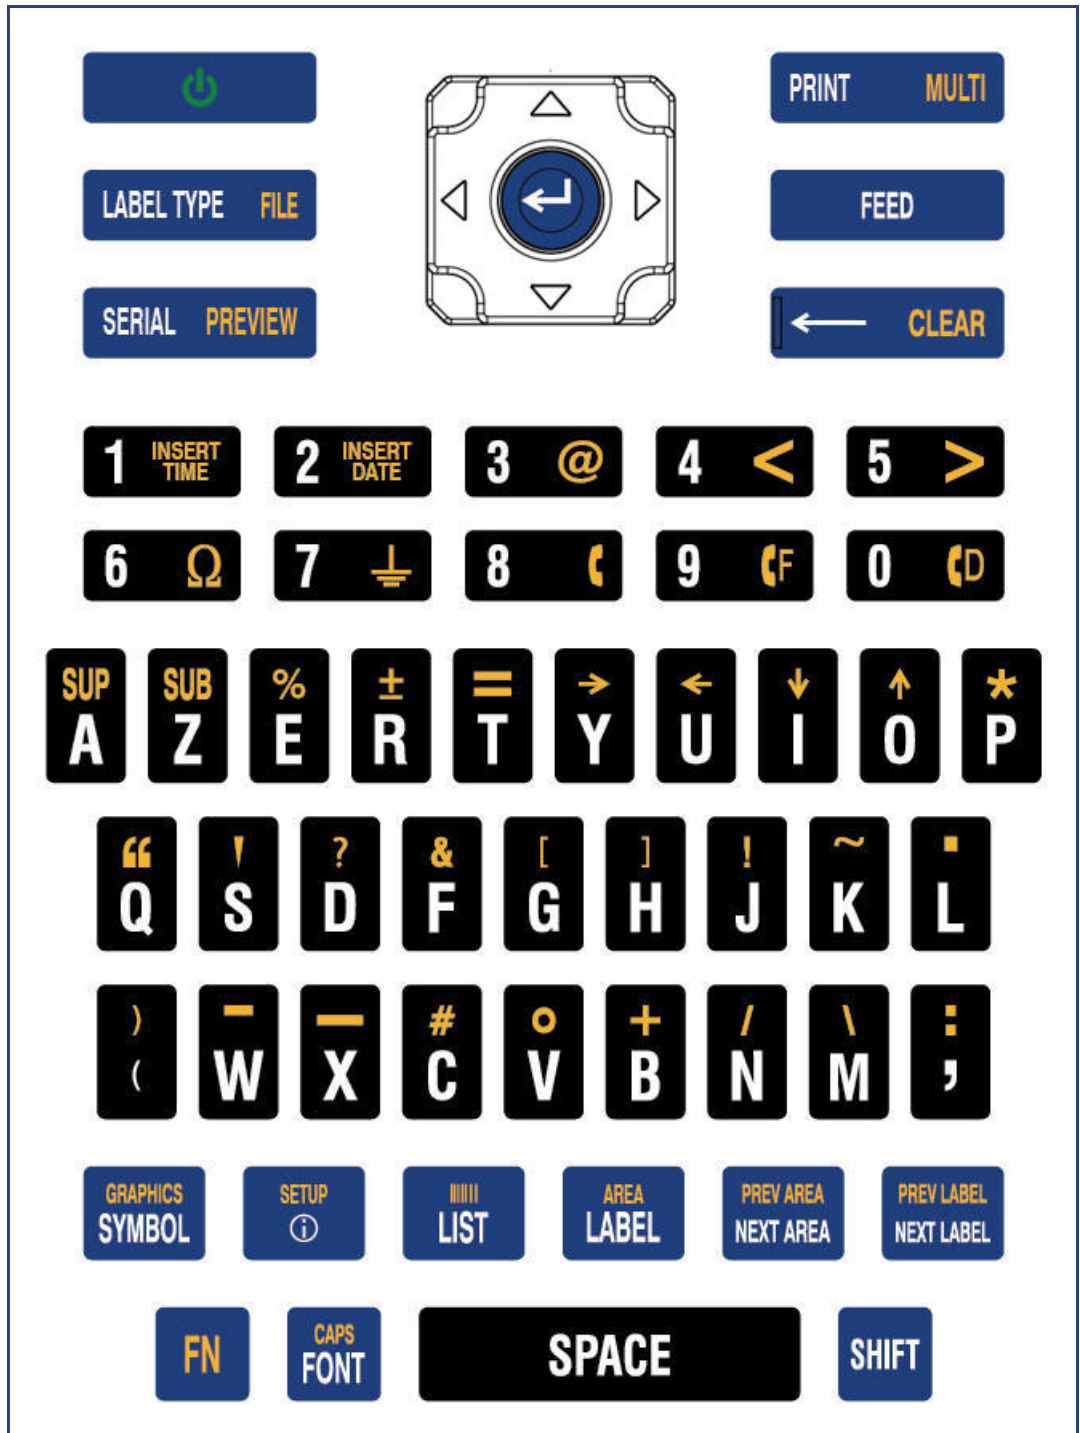 PRINT MULTI
LABEL TYPE FILE
FEED
SERIAL PREVIEW
← CLEAR
1 INSERT TIME 2 INSERT DATE 3 @ 4 < 5 >
6 Ω 7 ⏚ 8 9 F 0 D
SUP SUB % ± = → ← ↓ ↑ *
A Z E R T Y U I O P
“ ' ? & [ ] ! ~ .
Q S D F G H J K L
) - — # ° + / \ :
( W X C V B N M ,
GRAPHICS SETUP AREA PREV AREA PREV LABEL
SYMBOL ⓘ LIST LABEL NEXT AREA NEXT LABEL
CAPS
FN FONT SPACE SHIFT